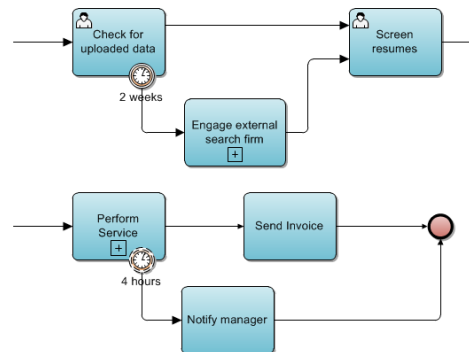 Check for
uploaded data
Screen
resumes
2 weeks
Engage external
search firm
Perform
Service
Send Invoice
4 hours
Notify manager